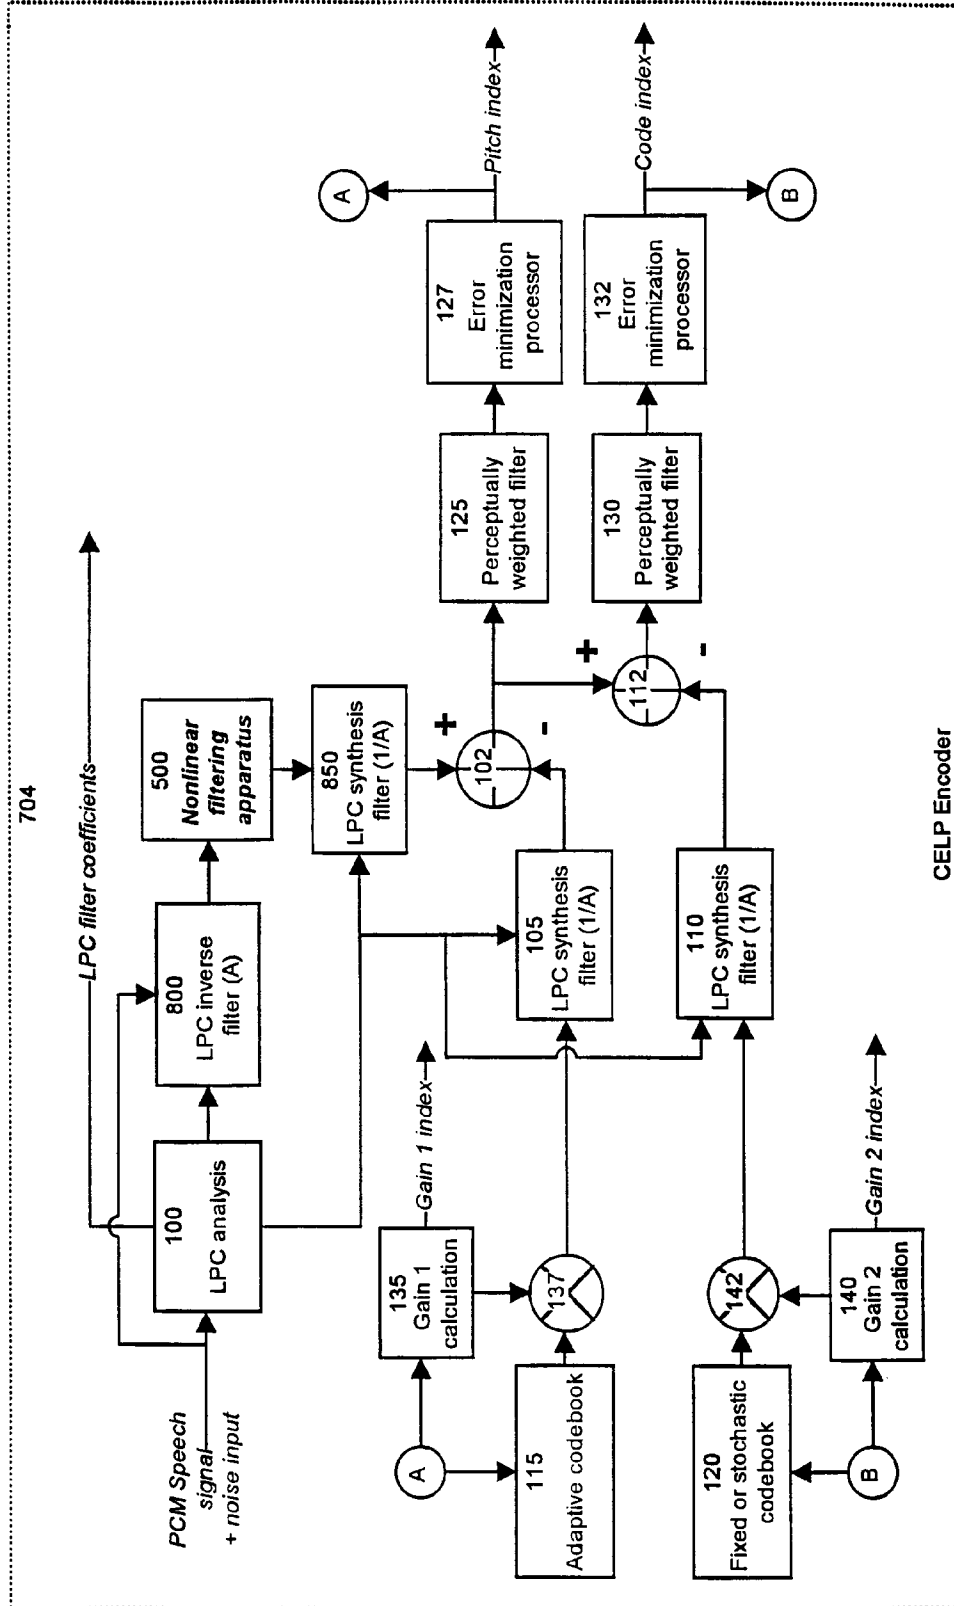 704
LPC filter coefficients
PCM Speech
signal
+ noise input
100
LPC analysis
800
LPC inverse
filter (A)
500
Nonlinear
filtering
apparatus
850
LPC synthesis
filter (1/A)
+
-
102
A
135
Gain 1
calculation
Gain 1 index
115
Adaptive codebook
137
105
LPC synthesis
filter (1/A)
125
Perceptually
weighted filter
127
Error
minimization
processor
A
Pitch index
120
Fixed or stochastic
codebook
142
B
140
Gain 2
calculation
Gain 2 index
110
LPC synthesis
filter (1/A)
+
-
112
130
Perceptually
weighted filter
132
Error
minimization
processor
B
Code index
CELP Encoder